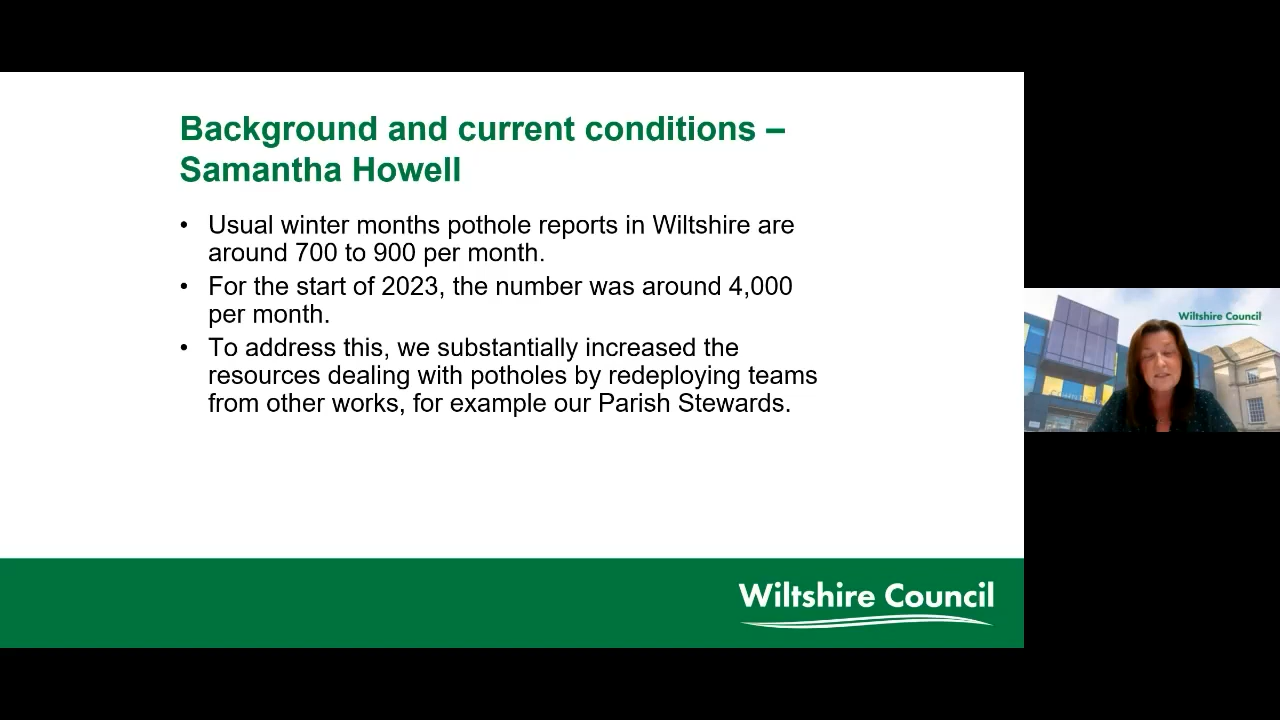 Background and current conditions –
Samantha Howell
• Usual winter months pothole reports in Wiltshire are
around 700 to 900 per month.
• For the start of 2023, the number was around 4,000
per month.
• To address this, we substantially increased the
resources dealing with potholes by redeploying teams
from other works, for example our Parish Stewards.
Wiltshire Council
Wiltshire Council